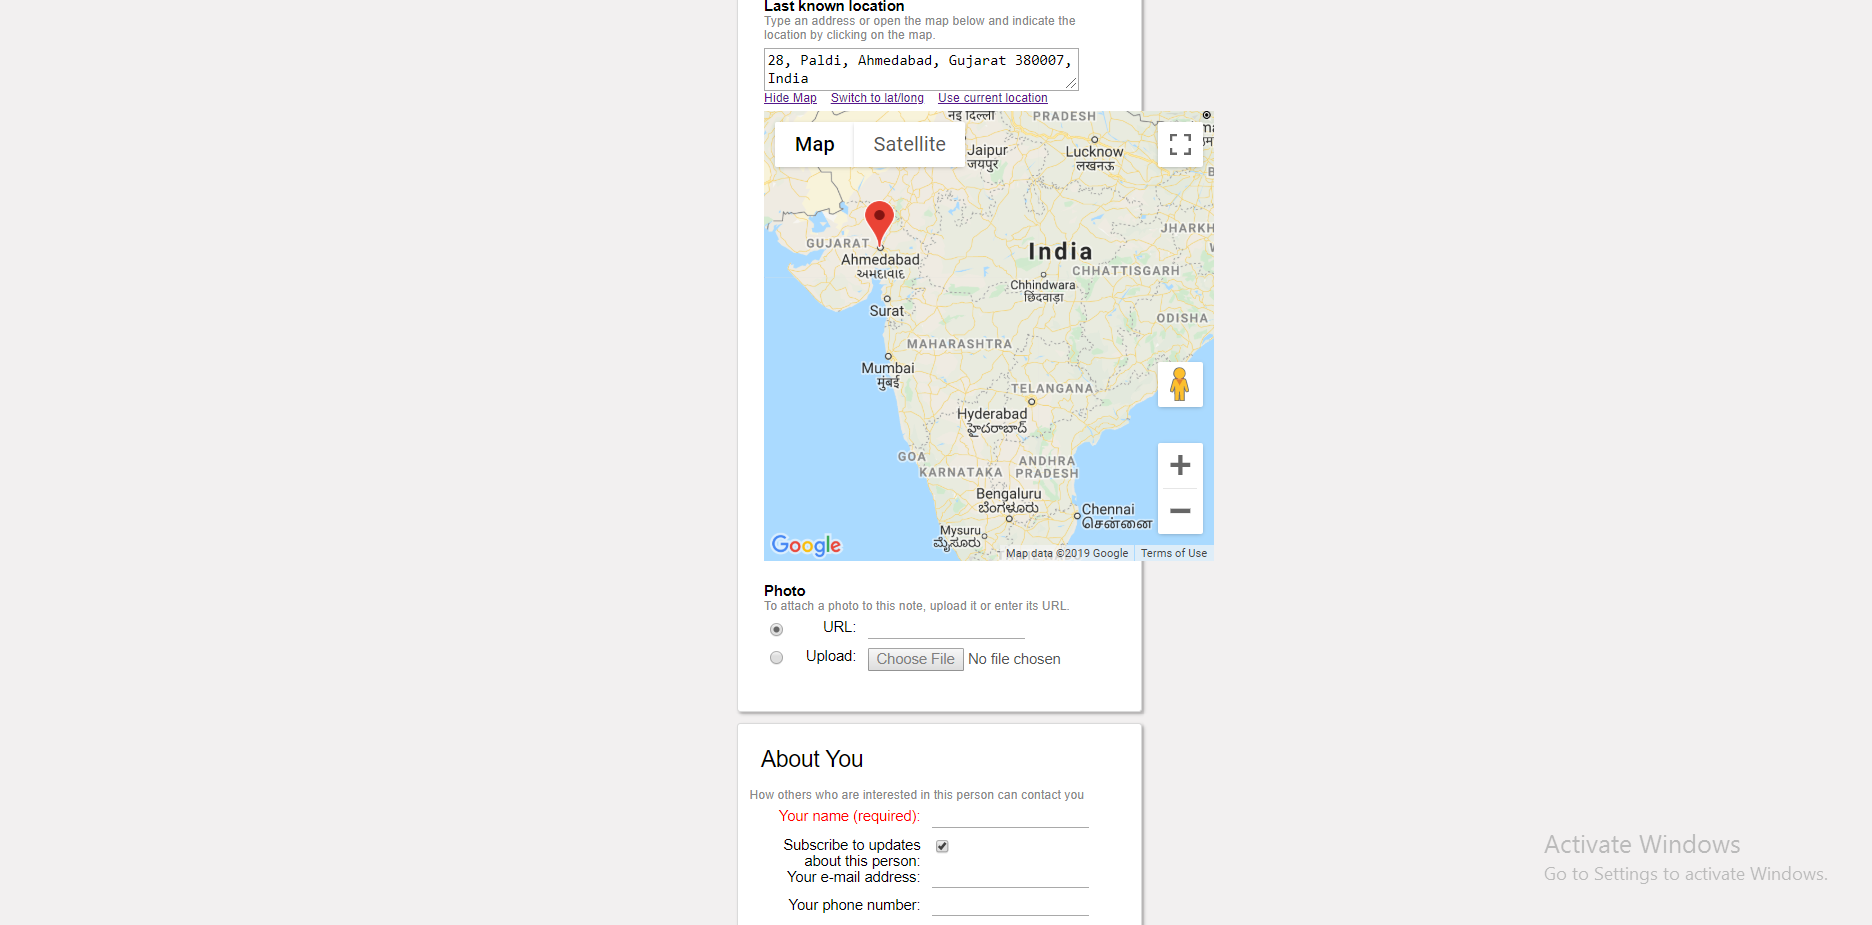 Last known location
Type an address or open the map below and indicate the
location by clicking on the map.
28, Paldi, Ahmedabad, Gujarat 380007,
India
Hide Map Switch to lat/long Use current location
नई दिल्ली PRADESH
Map Satellite
Jaipur
जयपुर
Lucknow
लखनऊ
JHARKH
GUJARAT
Ahmedabad
અમદાવાદ
India
CHHATTISGARH
Chhindwara
छिंदवाड़ा
Surat
ODISHA
MAHARASHTRA
Mumbai
मुंबई
TELANGANA
Hyderabad
హైదరాబాద్
GOA
KARNATAKA
ANDHRA
PRADESH
Bengaluru
ಬೆಂಗಳೂರು
Chennai
சென்னை
Mysuru
ಮೈಸೂರು
Google
Map data ©2019 Google Terms of Use
Photo
To attach a photo to this note, upload it or enter its URL.
URL:
Upload: Choose File No file chosen
About You
How others who are interested in this person can contact you
Your name (required):
Subscribe to updates
about this person:
Your e-mail address:
Your phone number:
Activate Windows
Go to Settings to activate Windows.